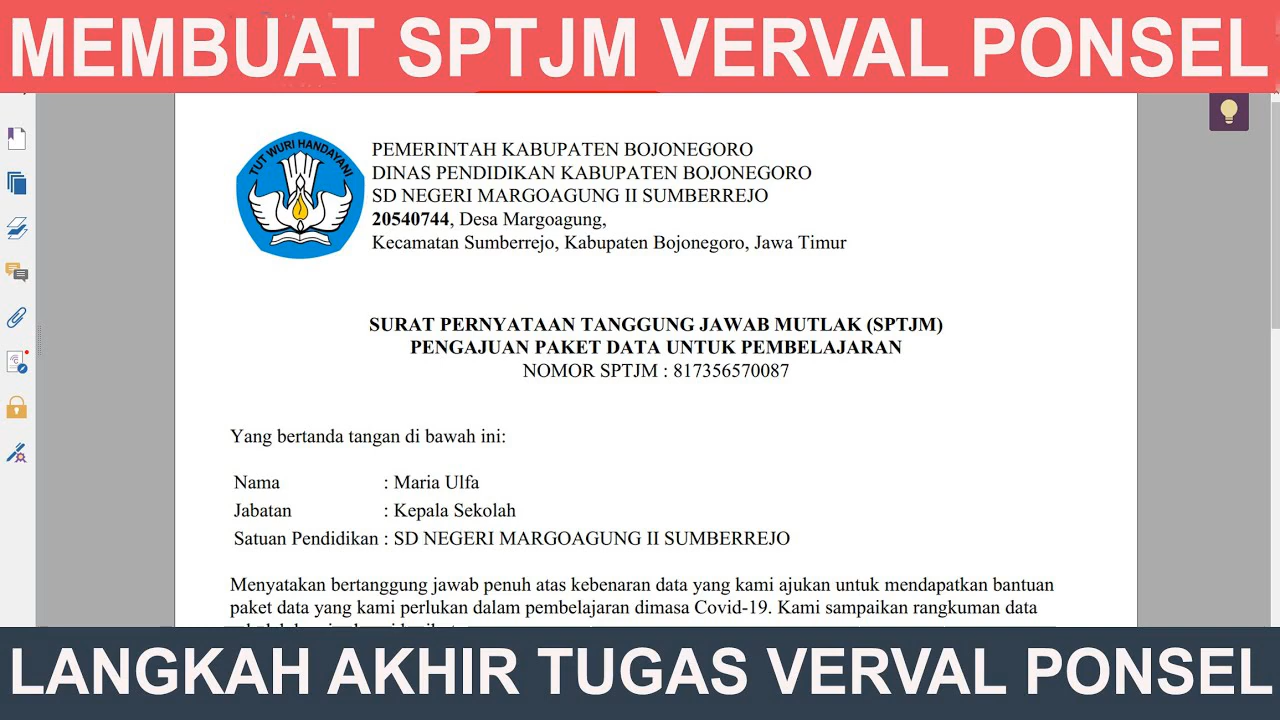 MEMBUAT SPTJM VERVAL PONSEL
TUT WURI HANDAYANI
PEMERINTAH KABUPATEN BOJONEGORO
DINAS PENDIDIKAN KABUPATEN BOJONEGORO
SD NEGERI MARGOAGUNG II SUMBERREJO
20540744, Desa Margoagung,
Kecamatan Sumberrejo, Kabupaten Bojonegoro, Jawa Timur
SURAT PERNYATAAN TANGGUNG JAWAB MUTLAK (SPTJM)
PENGAJUAN PAKET DATA UNTUK PEMBELAJARAN
NOMOR SPTJM : 817356570087
Yang bertanda tangan di bawah ini:
Nama : Maria Ulfa
Jabatan : Kepala Sekolah
Satuan Pendidikan : SD NEGERI MARGOAGUNG II SUMBERREJO
Menyatakan bertanggung jawab penuh atas kebenaran data yang kami ajukan untuk mendapatkan bantuan
paket data yang kami perlukan dalam pembelajaran dimasa Covid-19. Kami sampaikan rangkuman data
LANGKAH AKHIR TUGAS VERVAL PONSEL